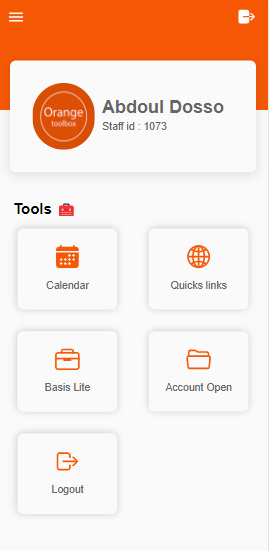 Orange
toolbox
Abdoul Dosso
Staff id : 1073
Tools
Calendar
Quicks links
Basis Lite
Account Open
Logout